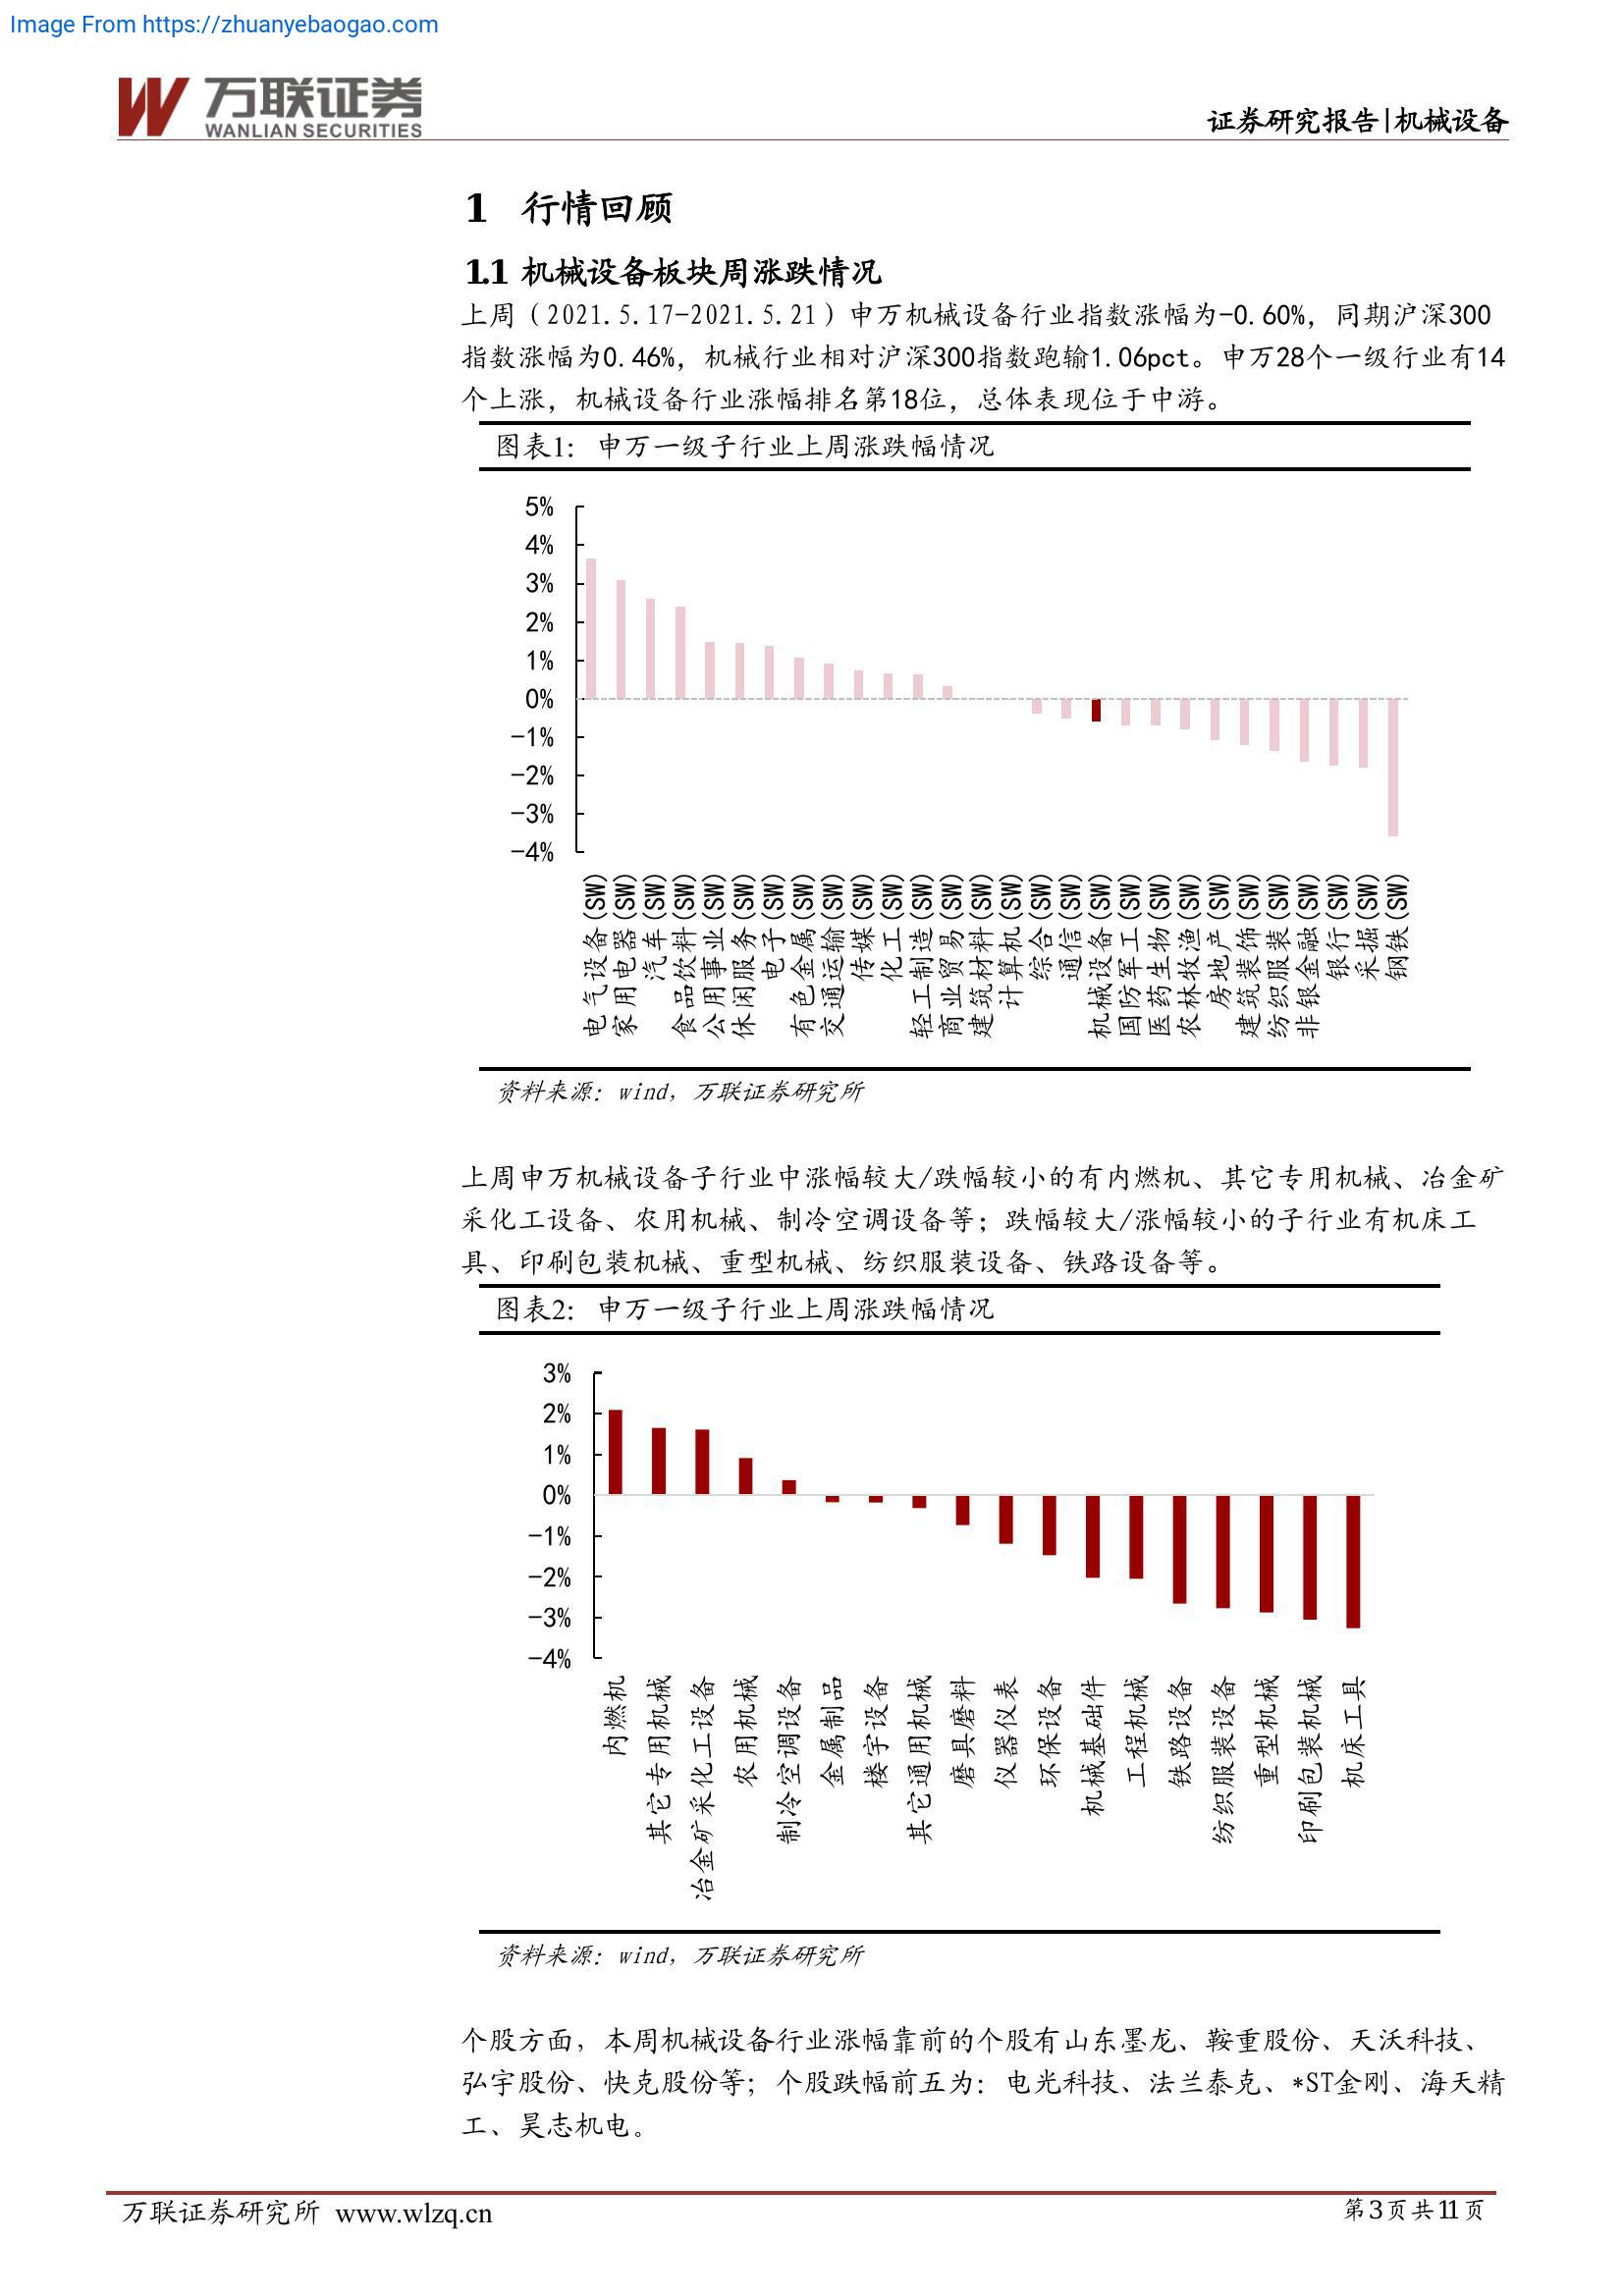 Image From https://zhuanyebaogao.com
万联证券
WANLIAN SECURITIES
证券研究报告|机械设备
1 行情回顾
1.1 机械设备板块周涨跌情况
上周（2021.5.17-2021.5.21）申万机械设备行业指数涨幅为-0.60%，同期沪深300
指数涨幅为0.46%，机械行业相对沪深300指数跑输1.06pct。申万28个一级行业有14
个上涨，机械设备行业涨幅排名第18位，总体表现位于中游。
图表1：申万一级子行业上周涨跌幅情况
5%
4%
3%
2%
1%
0%
-1%
-2%
-3%
-4%
电气设备(SW)
家用电器(SW)
汽车(SW)
食品饮料(SW)
公用事业(SW)
休闲服务(SW)
电子(SW)
有色金属(SW)
交通运输(SW)
传媒(SW)
化工(SW)
轻工制造(SW)
商业贸易(SW)
建筑材料(SW)
计算机(SW)
综合(SW)
通信(SW)
机械设备(SW)
国防军工(SW)
医药生物(SW)
农林牧渔(SW)
房地产(SW)
建筑装饰(SW)
纺织服装(SW)
非银金融(SW)
银行(SW)
采掘(SW)
钢铁(SW)
资料来源：wind，万联证券研究所
上周申万机械设备子行业中涨幅较大/跌幅较小的有内燃机、其它专用机械、冶金矿
采化工设备、农用机械、制冷空调设备等；跌幅较大/涨幅较小的子行业有机床工
具、印刷包装机械、重型机械、纺织服装设备、铁路设备等。
图表2：申万一级子行业上周涨跌幅情况
3%
2%
1%
0%
-1%
-2%
-3%
-4%
内燃机
其它专用机械
冶金矿采化工设备
农用机械
制冷空调设备
金属制品
楼宇设备
其它通用机械
磨具磨料
仪器仪表
环保设备
机械基础件
工程机械
铁路设备
纺织服装设备
重型机械
印刷包装机械
机床工具
资料来源：wind，万联证券研究所
个股方面，本周机械设备行业涨幅靠前的个股有山东墨龙、鞍重股份、天沃科技、
弘宇股份、快克股份等；个股跌幅前五为：电光科技、法兰泰克、*ST金刚、海天精
工、昊志机电。
万联证券研究所 www.wlzq.cn
第3页共11页